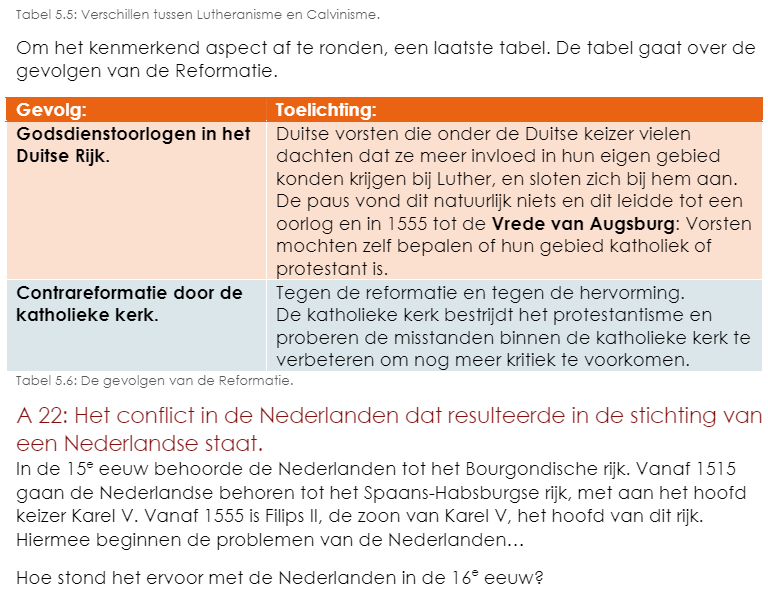 Tabel 5.5: Verschillen tussen Lutheranisme en Calvinisme.
Om het kenmerkend aspect af te ronden, een laatste tabel. De tabel gaat over de
gevolgen van de Reformatie.
Gevolg: Toelichting:
Godsdienstoorlogen in het
Duitse Rijk.
Duitse vorsten die onder de Duitse keizer vielen
dachten dat ze meer invloed in hun eigen gebied
konden krijgen bij Luther, en sloten zich bij hem aan.
De paus vond dit natuurlijk niets en dit leidde tot een
oorlog en in 1555 tot de Vrede van Augsburg: Vorsten
mochten zelf bepalen of hun gebied katholiek of
protestant is.
Contrareformatie door de
katholieke kerk.
Tegen de reformatie en tegen de hervorming.
De katholieke kerk bestrijdt het protestantisme en
proberen de misstanden binnen de katholieke kerk te
verbeteren om nog meer kritiek te voorkomen.
Tabel 5.6: De gevolgen van de Reformatie.
A 22: Het conflict in de Nederlanden dat resulteerde in de stichting van
een Nederlandse staat.
In de 15e eeuw behoorde de Nederlanden tot het Bourgondische rijk. Vanaf 1515
gaan de Nederlandse behoren tot het Spaans-Habsburgse rijk, met aan het hoofd
keizer Karel V. Vanaf 1555 is Filips II, de zoon van Karel V, het hoofd van dit rijk.
Hiermee beginnen de problemen van de Nederlanden…
Hoe stond het ervoor met de Nederlanden in de 16e eeuw?